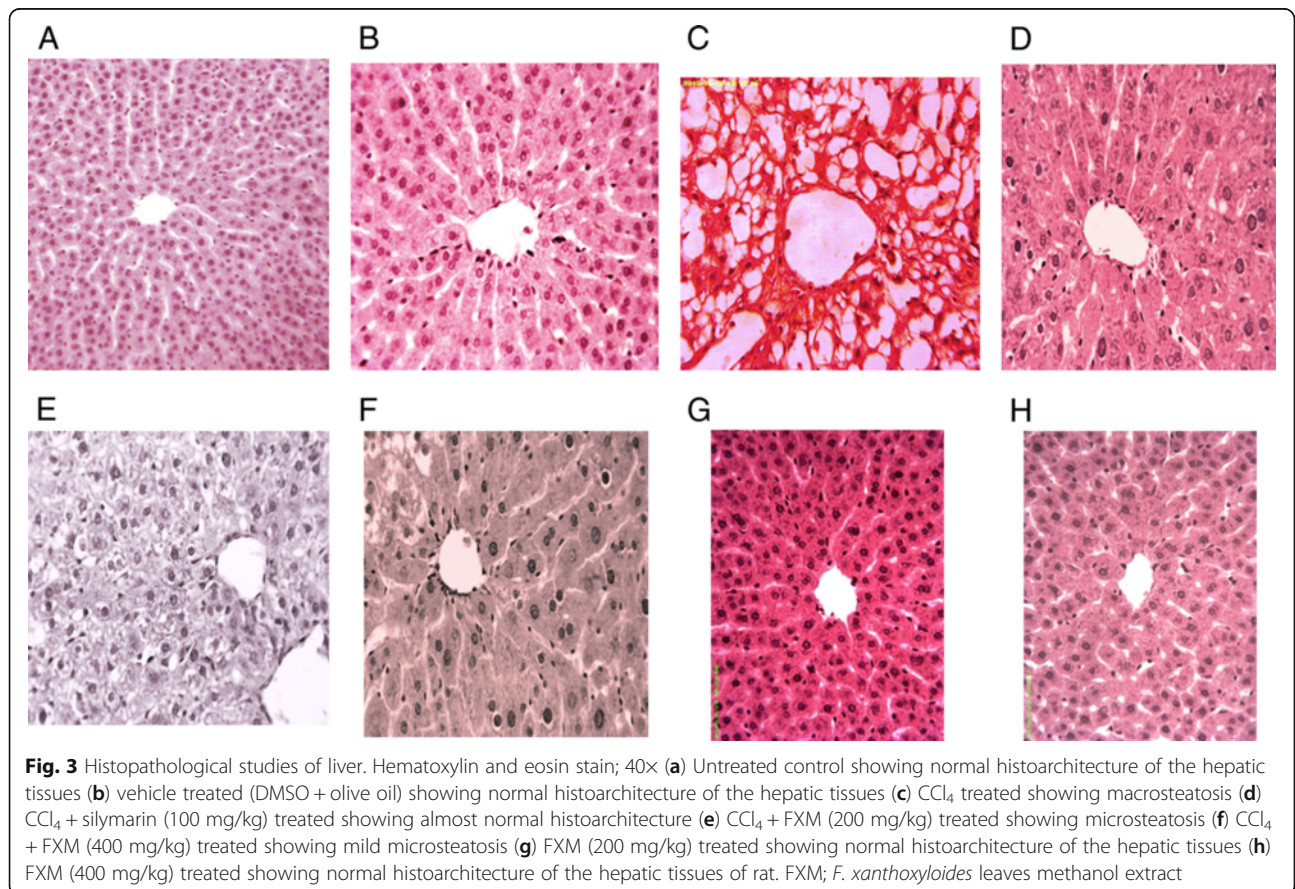 A
B
C
D
E
F
G
H
Fig. 3 Histopathological studies of liver. Hematoxylin and eosin stain; 40× (a) Untreated control showing normal histoarchitecture of the hepatic
tissues (b) vehicle treated (DMSO + olive oil) showing normal histoarchitecture of the hepatic tissues (c) CCl₄ treated showing macrosteatosis (d)
CCl₄ + silymarin (100 mg/kg) treated showing almost normal histoarchitecture (e) CCl₄ + FXM (200 mg/kg) treated showing microsteatosis (f) CCl₄
+ FXM (400 mg/kg) treated showing mild microsteatosis (g) FXM (200 mg/kg) treated showing normal histoarchitecture of the hepatic tissues (h)
FXM (400 mg/kg) treated showing normal histoarchitecture of the hepatic tissues of rat. FXM; F. xanthoxyloides leaves methanol extract